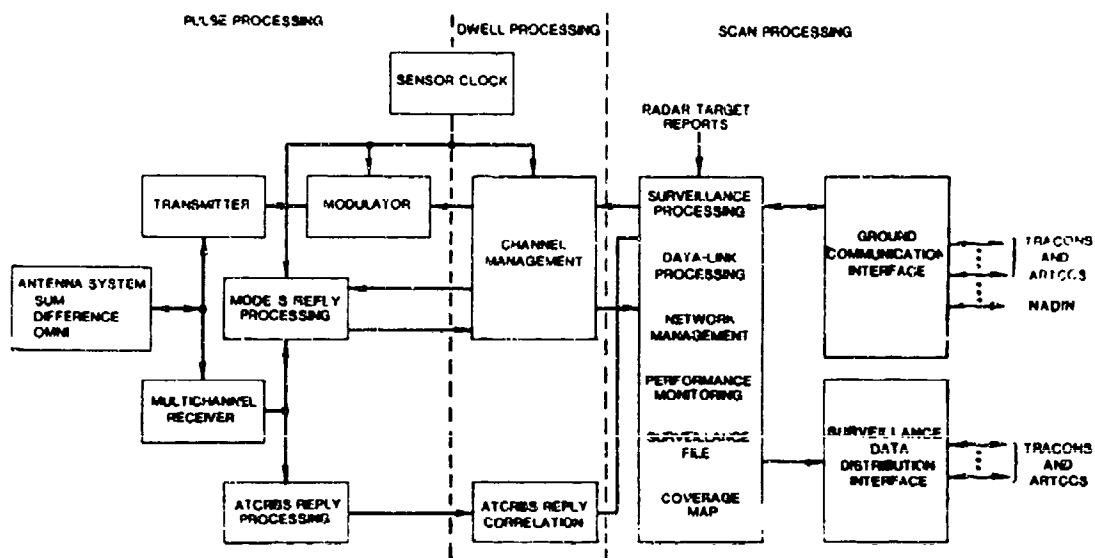 PULSE PROCESSING
DWELL PROCESSING
SCAN PROCESSING
SENSOR CLOCK
RADAR TARGET
REPORTS
TRANSMITTER
MODULATOR
CHANNEL
MANAGEMENT
SURVEILLANCE
PROCESSING
DATA-LINK
PROCESSING
NETWORK
MANAGEMENT
PERFORMANCE
MONITORING
SURVEILLANCE
FILE
COVERAGE
MAP
GROUND
COMMUNICATION
INTERFACE
TRACONS
AND
ARTCCS
NADIN
ANTENNA SYSTEM
SUM
DIFFERENCE
OMNI
MODE S REPLY
PROCESSING
MULTICHANNEL
RECEIVER
ATCRBS REPLY
PROCESSING
ATCRBS REPLY
CORRELATION
SURVEILLANCE
DATA
DISTRIBUTION
INTERFACE
TRACONS
AND
ARTCCS